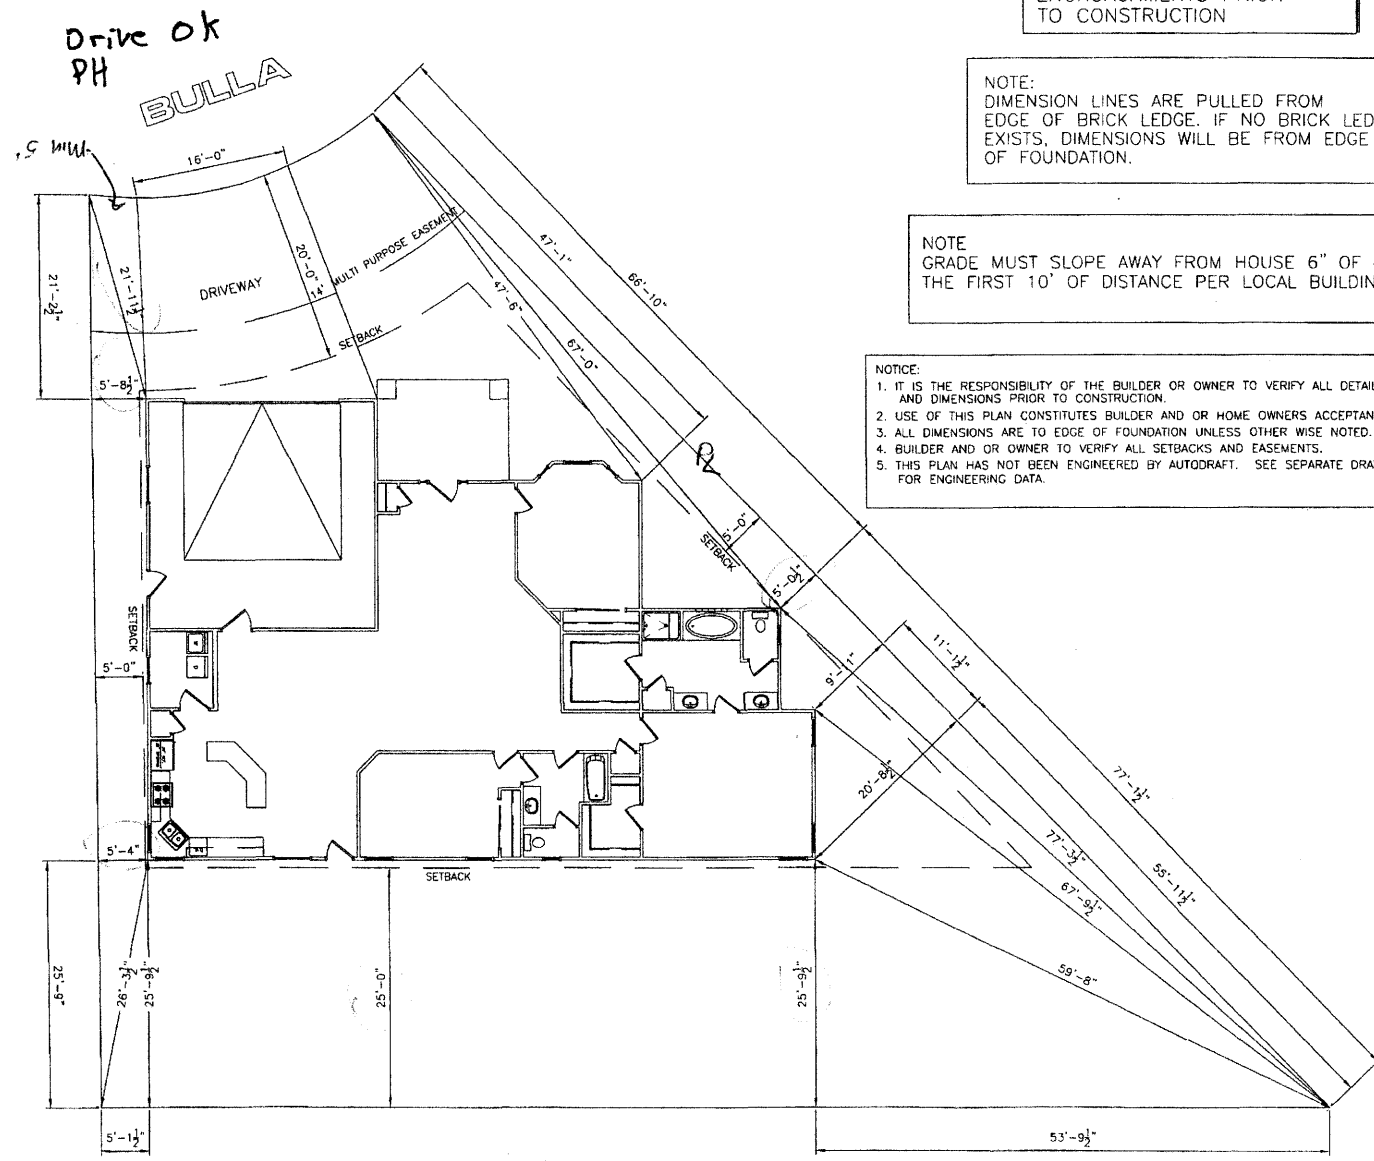 Drive Ok
PH
BULLA
Min 5'
ENCROACHMENTS PRIOR
TO CONSTRUCTION
NOTE:
DIMENSION LINES ARE PULLED FROM
EDGE OF BRICK LEDGE. IF NO BRICK LED
EXISTS, DIMENSIONS WILL BE FROM EDGE
OF FOUNDATION.
NOTE
GRADE MUST SLOPE AWAY FROM HOUSE 6" OF
THE FIRST 10' OF DISTANCE PER LOCAL BUILDIN
NOTICE:
1. IT IS THE RESPONSIBILITY OF THE BUILDER OR OWNER TO VERIFY ALL DETAIL
AND DIMENSIONS PRIOR TO CONSTRUCTION.
2. USE OF THIS PLAN CONSTITUTES BUILDER AND OR HOME OWNERS ACCEPTAN
3. ALL DIMENSIONS ARE TO EDGE OF FOUNDATION UNLESS OTHER WISE NOTED.
4. BUILDER AND OR OWNER TO VERIFY ALL SETBACKS AND EASEMENTS.
5. THIS PLAN HAS NOT BEEN ENGINEERED BY AUTODRAFT. SEE SEPARATE DRA
FOR ENGINEERING DATA.
16'-0"
21'-2½"
21'-11½"
DRIVEWAY
20'-0"
14' MULTI PURPOSE EASEMENT
SETBACK
47'-1"
66'-10"
47'-6"
67'-0"
5'-8½"
5'-0"
SETBACK
5'-0½"
SETBACK
5'-0"
9'-1"
11'-1½"
20'-8½"
77'-1½"
77'-3½"
55'-11½"
67'-9½"
59'-8"
5'-4"
SETBACK
25'-9"
26'-3½"
25'-9½"
25'-0"
25'-9½"
5'-1½"
53'-9½"